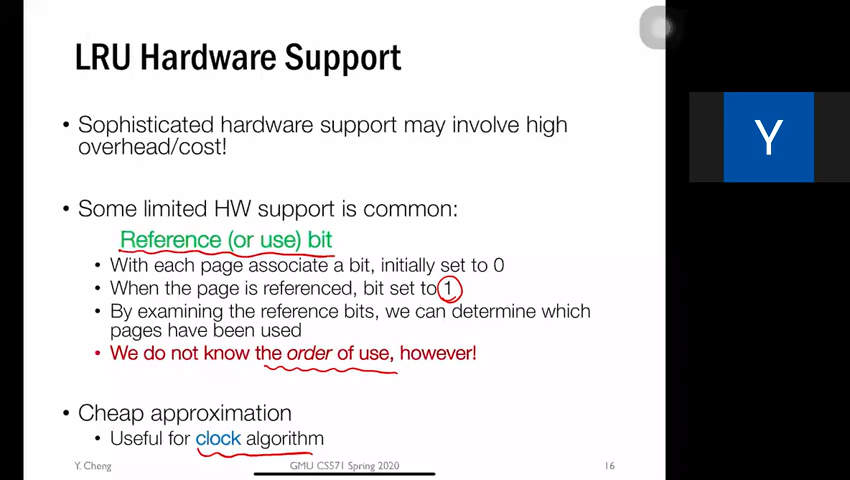 LRU Hardware Support
• Sophisticated hardware support may involve high
overhead/cost!
• Some limited HW support is common:
Reference (or use) bit
• With each page associate a bit, initially set to 0
• When the page is referenced, bit set to 1
• By examining the reference bits, we can determine which
pages have been used
• We do not know the order of use, however!
• Cheap approximation
• Useful for clock algorithm
Y. Cheng
GMU CS571 Spring 2020
16
Y